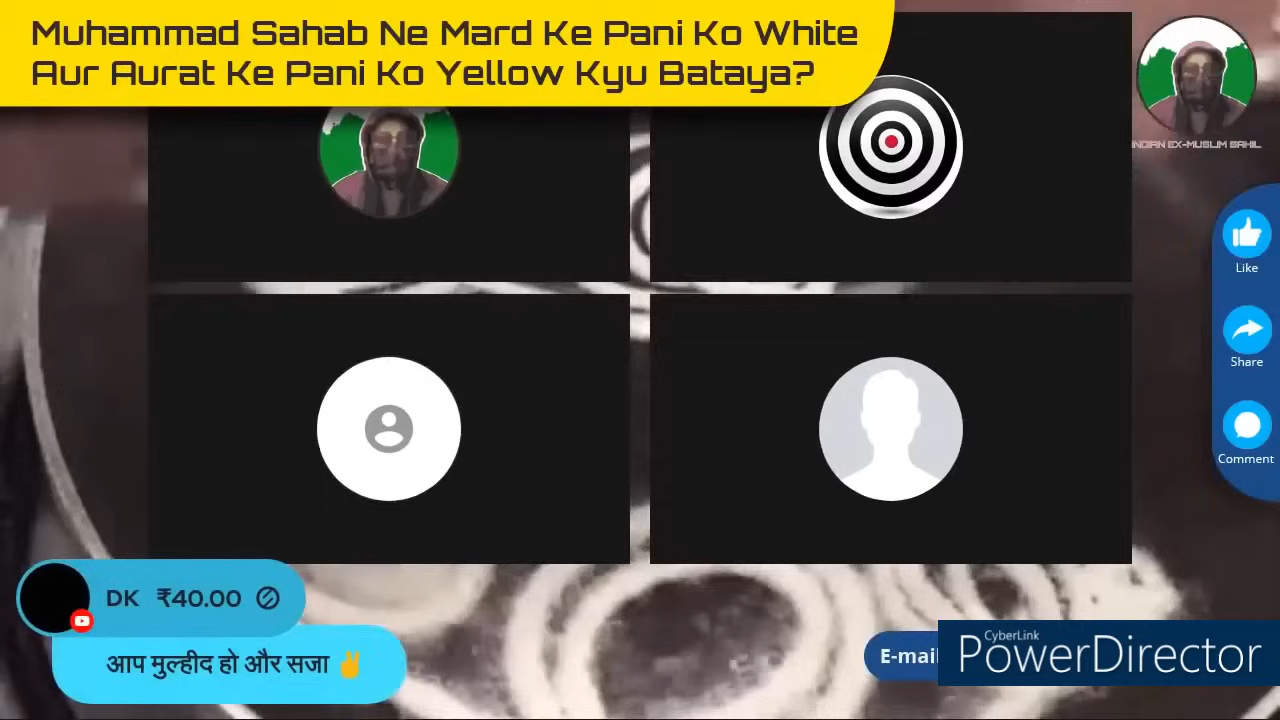 Muhammad Sahab Ne Mard Ke Pani Ko White
Aur Aurat Ke Pani Ko Yellow Kyu Bataya?
INDIAN EX-MUSLIM SAHIL
Like
Share
Comment
DK ₹40.00
आप मुल्हीद हो और सजा ✌
E-mail
CyberLink
PowerDirector